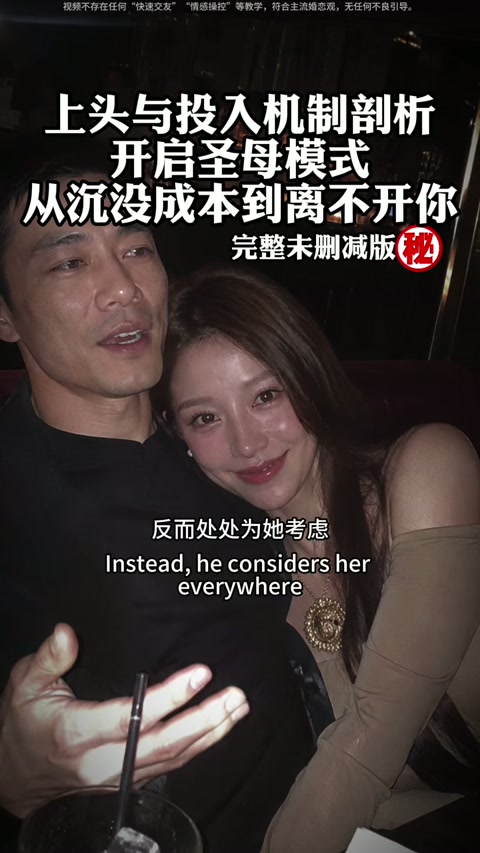 视频不存在任何“快速交友”“情感操控”等教学，符合主流婚恋观，无任何不良引导。
上头与投入机制剖析
开启圣母模式
从沉没成本到离不开你
完整未删减版 秘
反而处处为她考虑
Instead, he considers her
everywhere